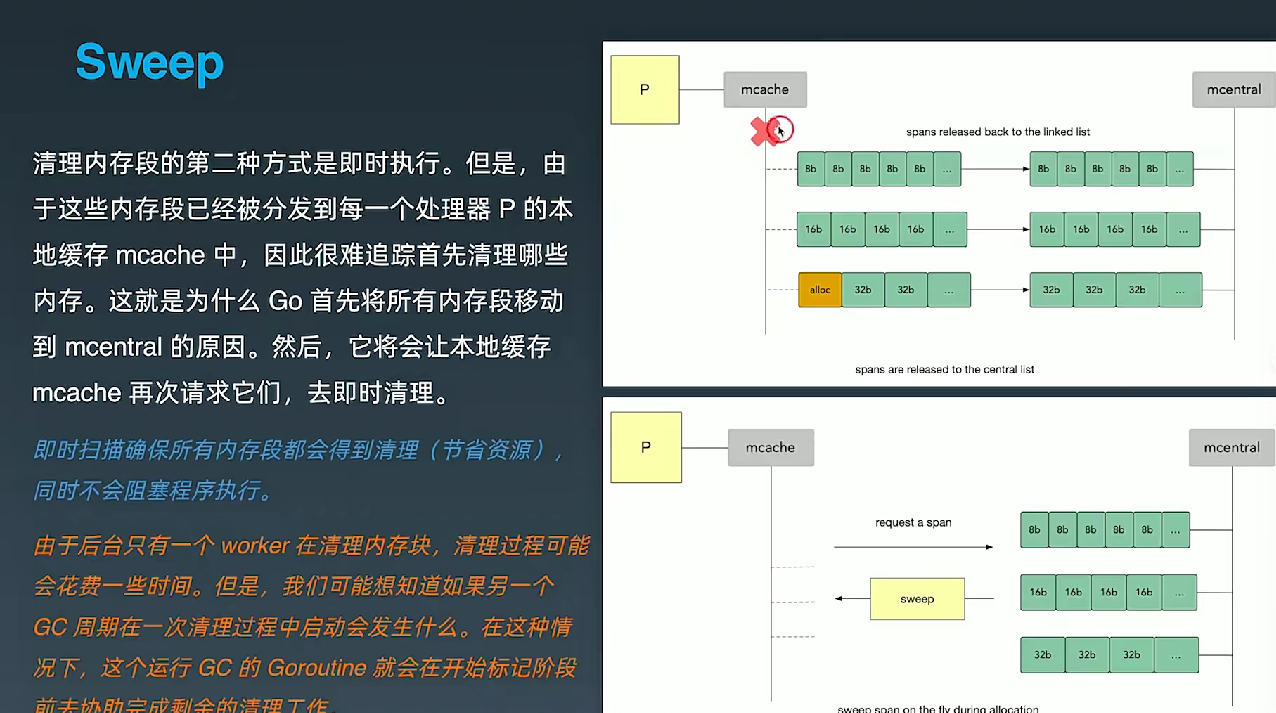 Sweep
清理内存段的第二种方式是即时执行。但是，由
于这些内存段已经被分发到每一个处理器 P 的本
地缓存 mcache 中，因此很难追踪首先清理哪些
内存。这就是为什么 Go 首先将所有内存段移动
到 mcentral 的原因。然后，它将会让本地缓存
mcache 再次请求它们，去即时清理。
即时扫描确保所有内存段都会得到清理（节省资源），
同时不会阻塞程序执行。
由于后台只有一个 worker 在清理内存块，清理过程可能
会花费一些时间。但是，我们可能想知道如果另一个
GC 周期在一次清理过程中启动会发生什么。在这种情
况下，这个运行 GC 的 Goroutine 就会在开始标记阶段
前去协助完成剩余的清理工作。
P mcache mcentral
spans released back to the linked list
8b 8b 8b 8b 8b ... 8b 8b 8b 8b 8b ...
16b 16b 16b 16b ... 16b 16b 16b 16b ...
alloc 32b 32b ... 32b 32b 32b ...
spans are released to the central list
P mcache mcentral
request a span
8b 8b 8b 8b 8b ...
sweep
16b 16b 16b 16b ...
32b 32b 32b ...
sweep span on the fly during allocation